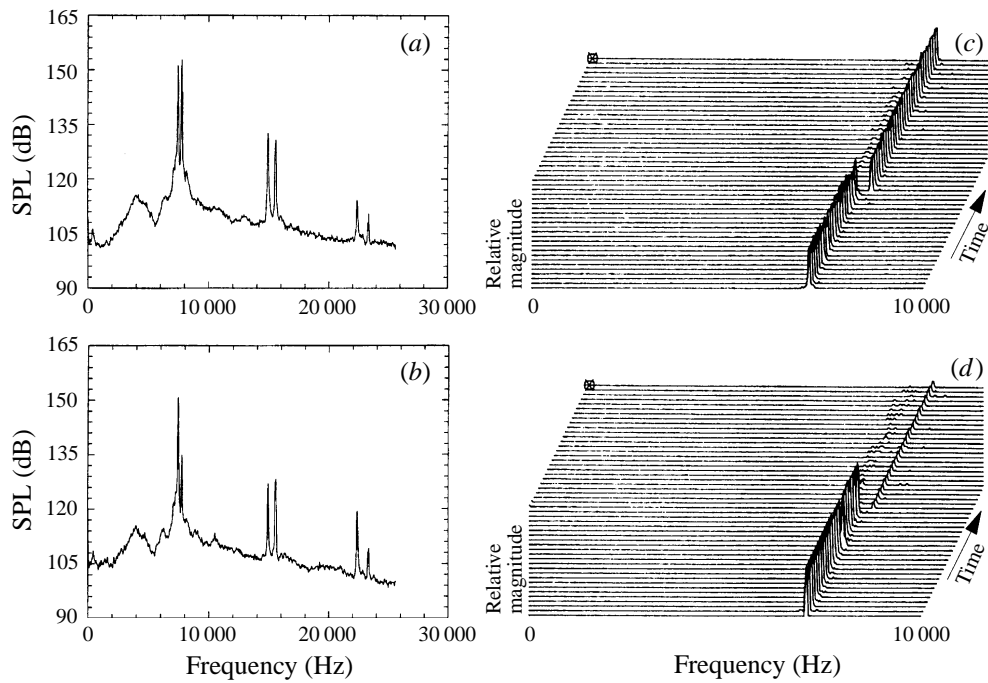 165
150
135
120
105
90
SPL (dB)
(a)
0
10 000
20 000
30 000
(c)
Relative
magnitude
0
10 000
Time
165
150
135
120
105
90
SPL (dB)
(b)
0
10 000
20 000
30 000
Frequency (Hz)
(d)
Relative
magnitude
0
10 000
Time
Frequency (Hz)